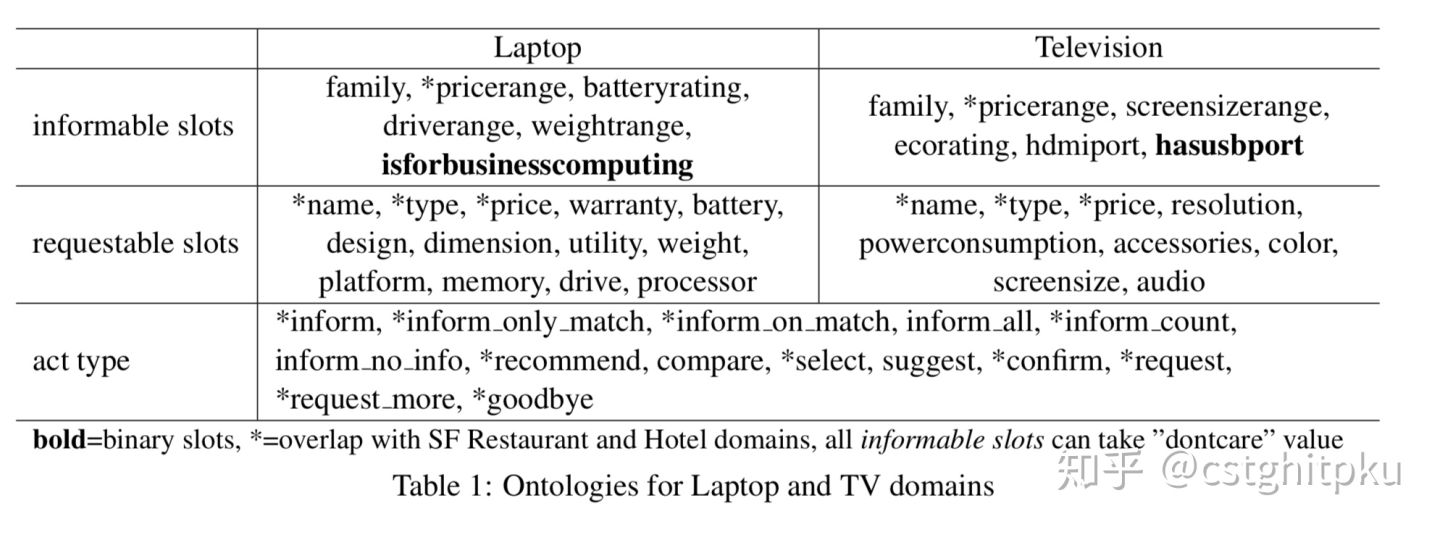 Laptop Television
informable slots
family, *pricerange, batteryrating,
driverange, weightrange,
isforbusinesscomputing
family, *pricerange, screensizerange,
ecorating, hdmiport, hasusbport
requestable slots
*name, *type, *price, warranty, battery,
design, dimension, utility, weight,
platform, memory, drive, processor
*name, *type, *price, resolution,
powerconsumption, accessories, color,
screensize, audio
act type
*inform, *inform_only_match, *inform_on_match, inform_all, *inform_count,
inform_no_info, *recommend, compare, *select, suggest, *confirm, *request,
*request_more, *goodbye
bold=binary slots, *=overlap with SF Restaurant and Hotel domains, all informable slots can take ”dontcare” value
Table 1: Ontologies for Laptop and TV domains
知乎 @cstghitpku